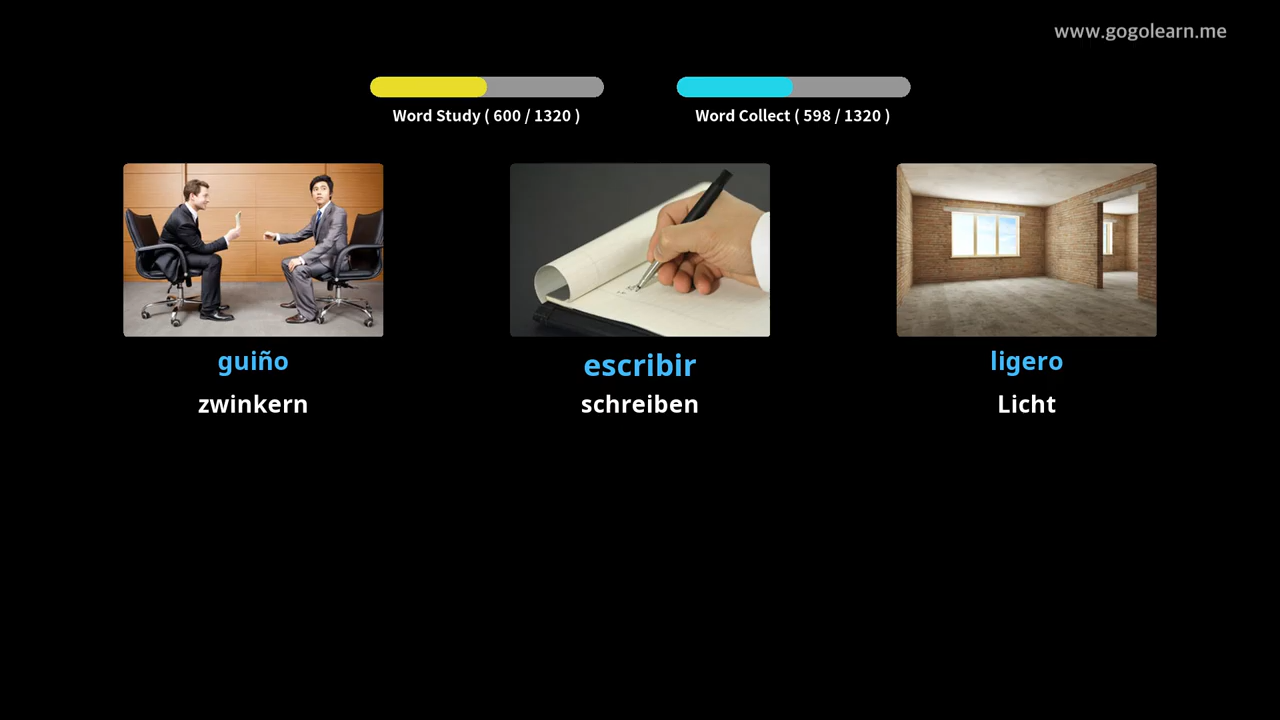 www.gogolearn.me
Word Study ( 600 / 1320 )
Word Collect ( 598 / 1320 )
guiño
escribir
ligero
zwinkern
schreiben
Licht